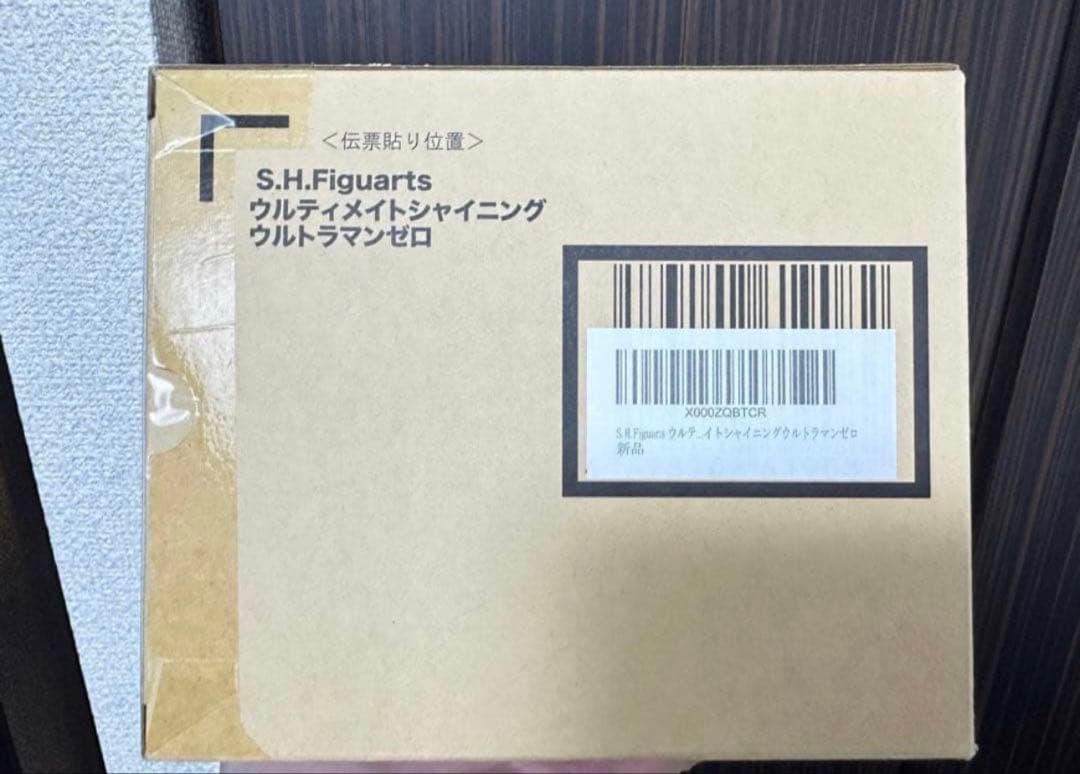 ＜伝票貼り位置＞
S.H.Figuarts
ウルティメイトシャイニング
ウルトラマンゼロ
X000ZQBTCR
S.H.Figuara ウルテ...イトシャイニングウルトラマンゼロ
新品